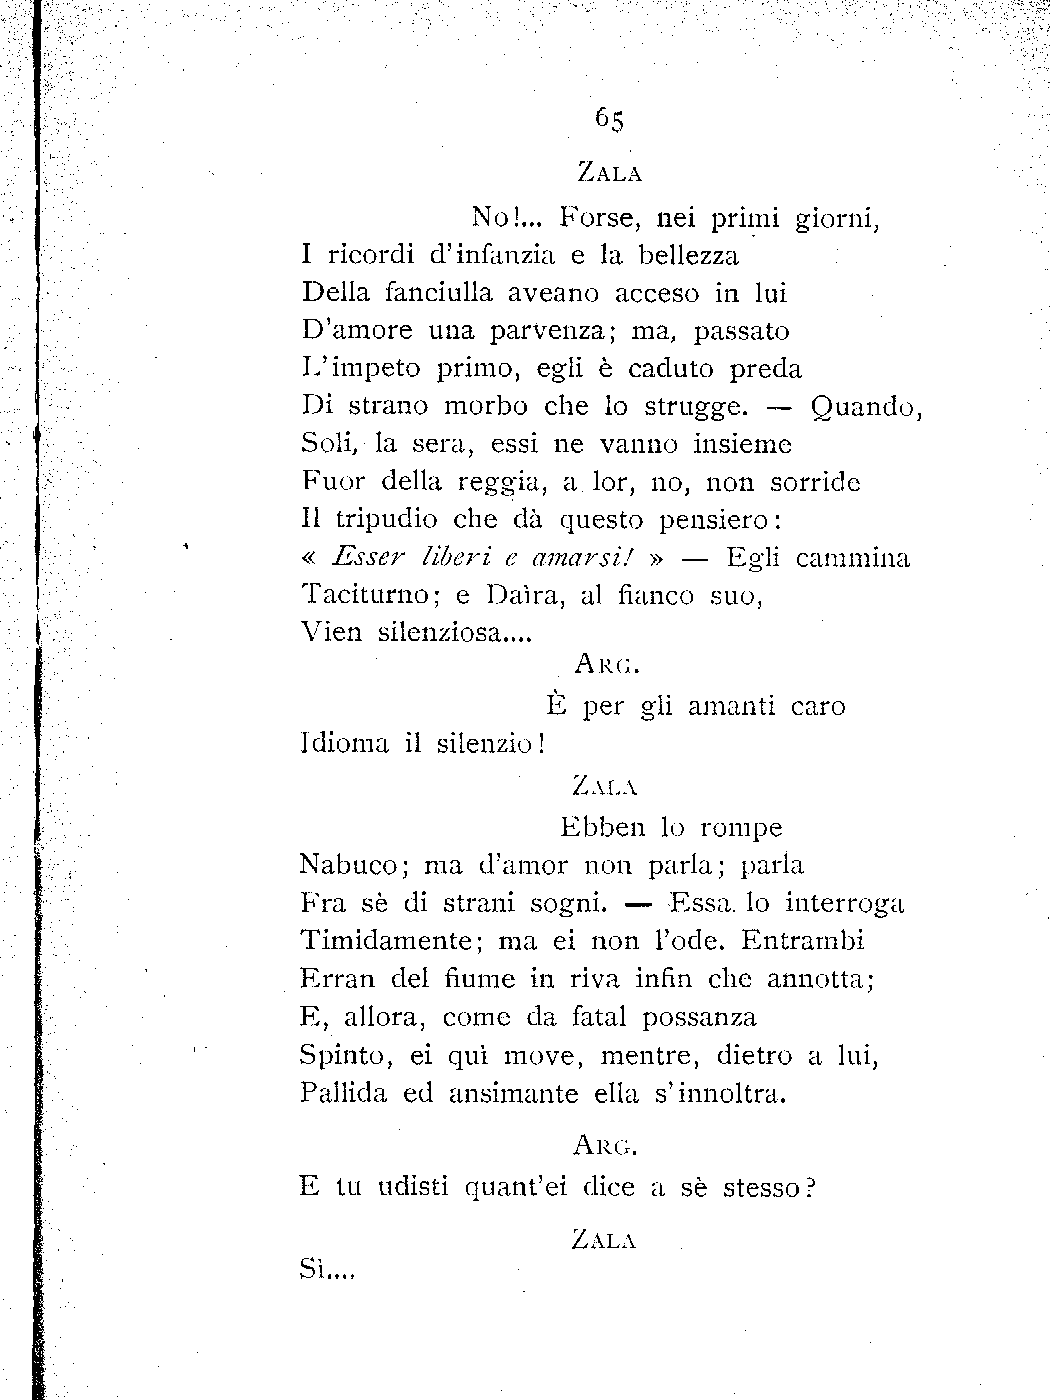 65
ZALA
No!... Forse, nei primi giorni,
I ricordi d'infanzia e la bellezza
Della fanciulla aveano acceso in lui
D'amore una parvenza; ma, passato
L'impeto primo, egli è caduto preda
Di strano morbo che lo strugge. — Quando,
Soli, la sera, essi ne vanno insieme
Fuor della reggia, a lor, no, non sorride
Il tripudio che dà questo pensiero:
« Esser liberi e amarsi! » — Egli cammina
Taciturno; e Daìra, al fianco suo,
Vien silenziosa....
ARG.
È per gli amanti caro
Idioma il silenzio!
ZALA
Ebben lo rompe
Nabuco; ma d'amor non parla; parla
Fra sè di strani sogni. — Essa lo interroga
Timidamente; ma ei non l'ode. Entrambi
Erran del fiume in riva infin che annotta;
E, allora, come da fatal possanza
Spinto, ei quì move, mentre, dietro a lui,
Pallida ed ansimante ella s'innoltra.
ARG.
E tu udisti quant'ei dice a sè stesso?
ZALA
Sì....